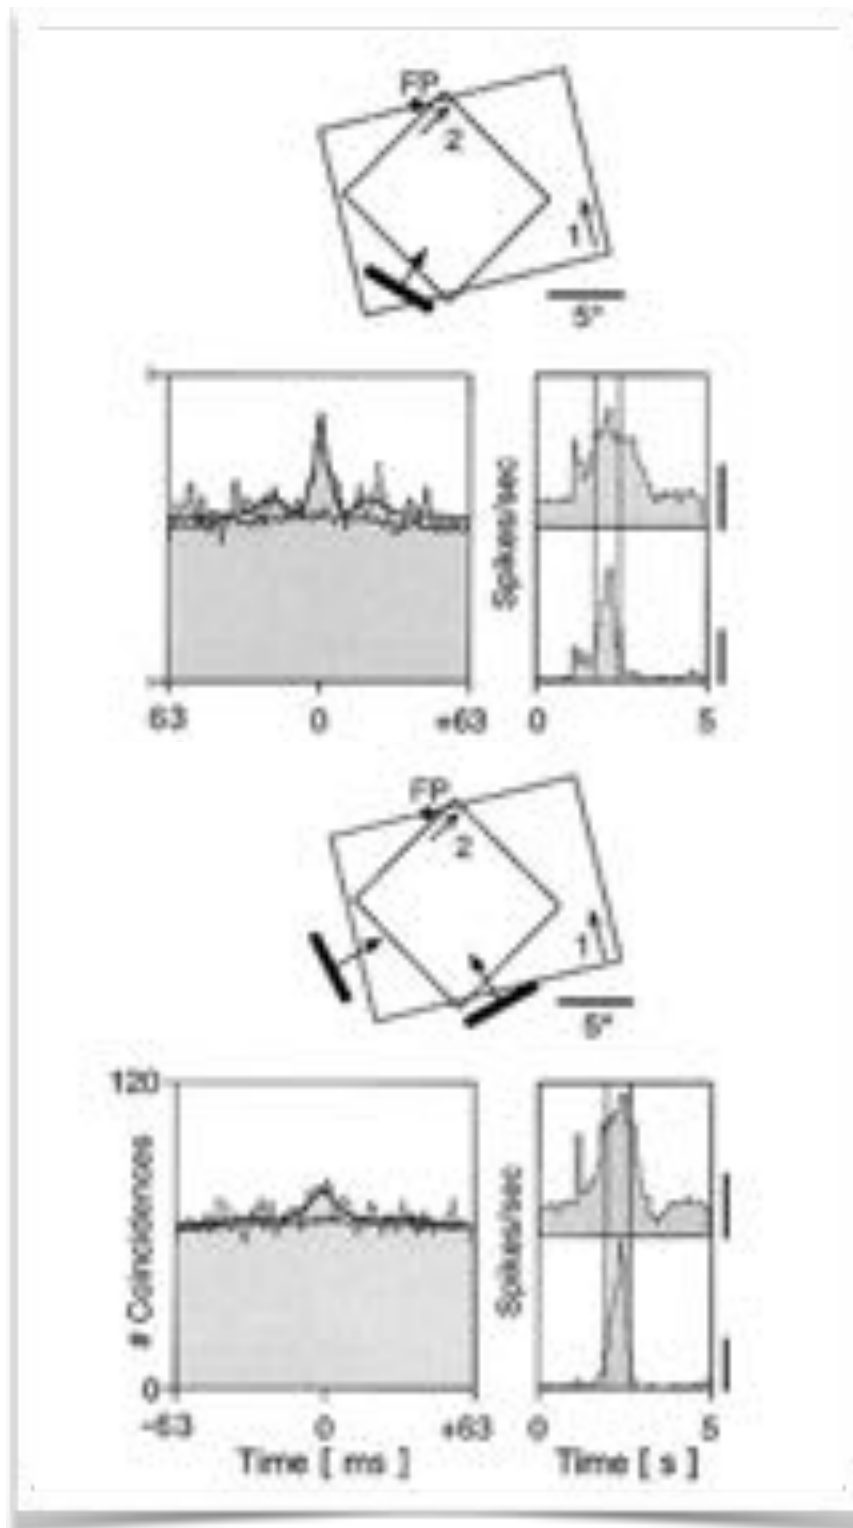 FP
2
1
5°
Spikes/sec
63 0 +63 0 5
FP
2
1
5°
120
# Coincidences
Spikes/sec
0
-63 0 +63 0 5
Time [ ms ] Time [ s ]